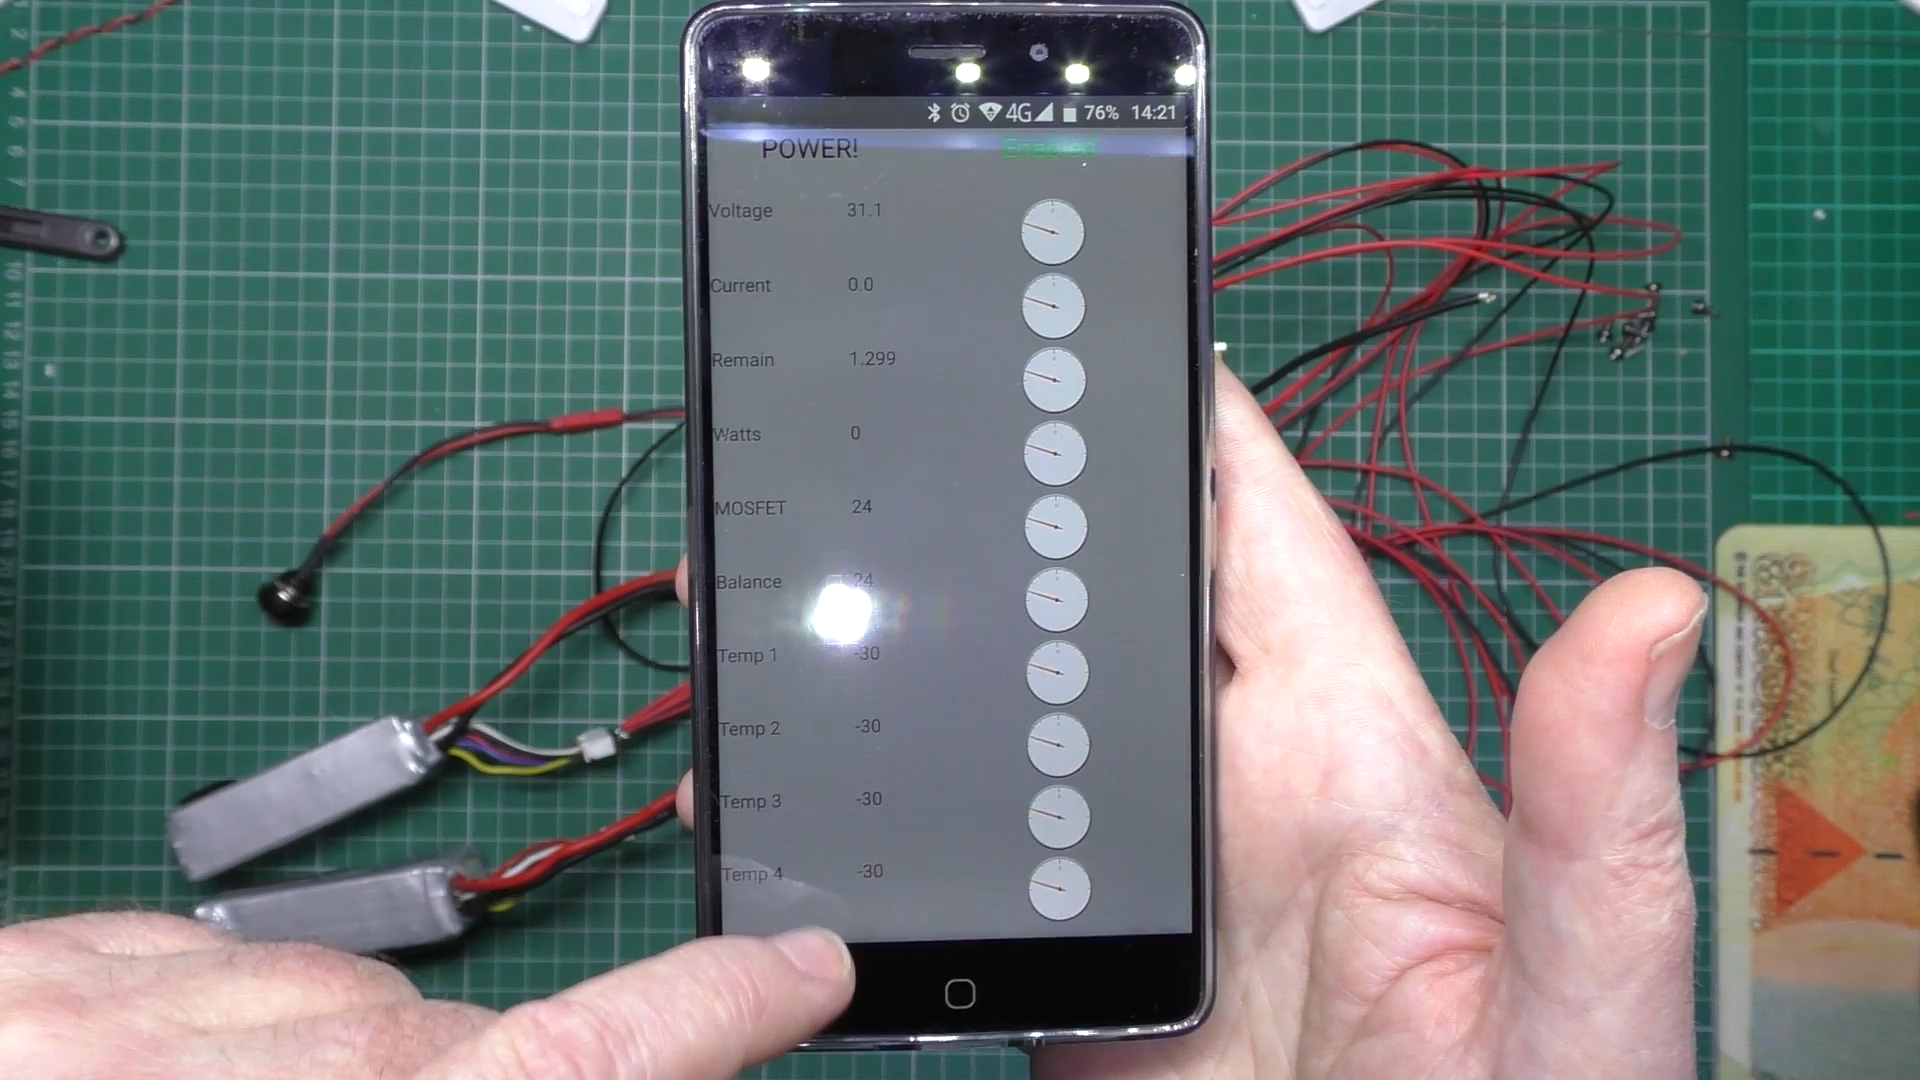 4G 76% 14:21
POWER! Enabled
Voltage 31.1
Current 0.0
Remain 1.299
Watts 0
MOSFET 24
Balance 24
Temp 1 -30
Temp 2 -30
Temp 3 -30
Temp 4 -30